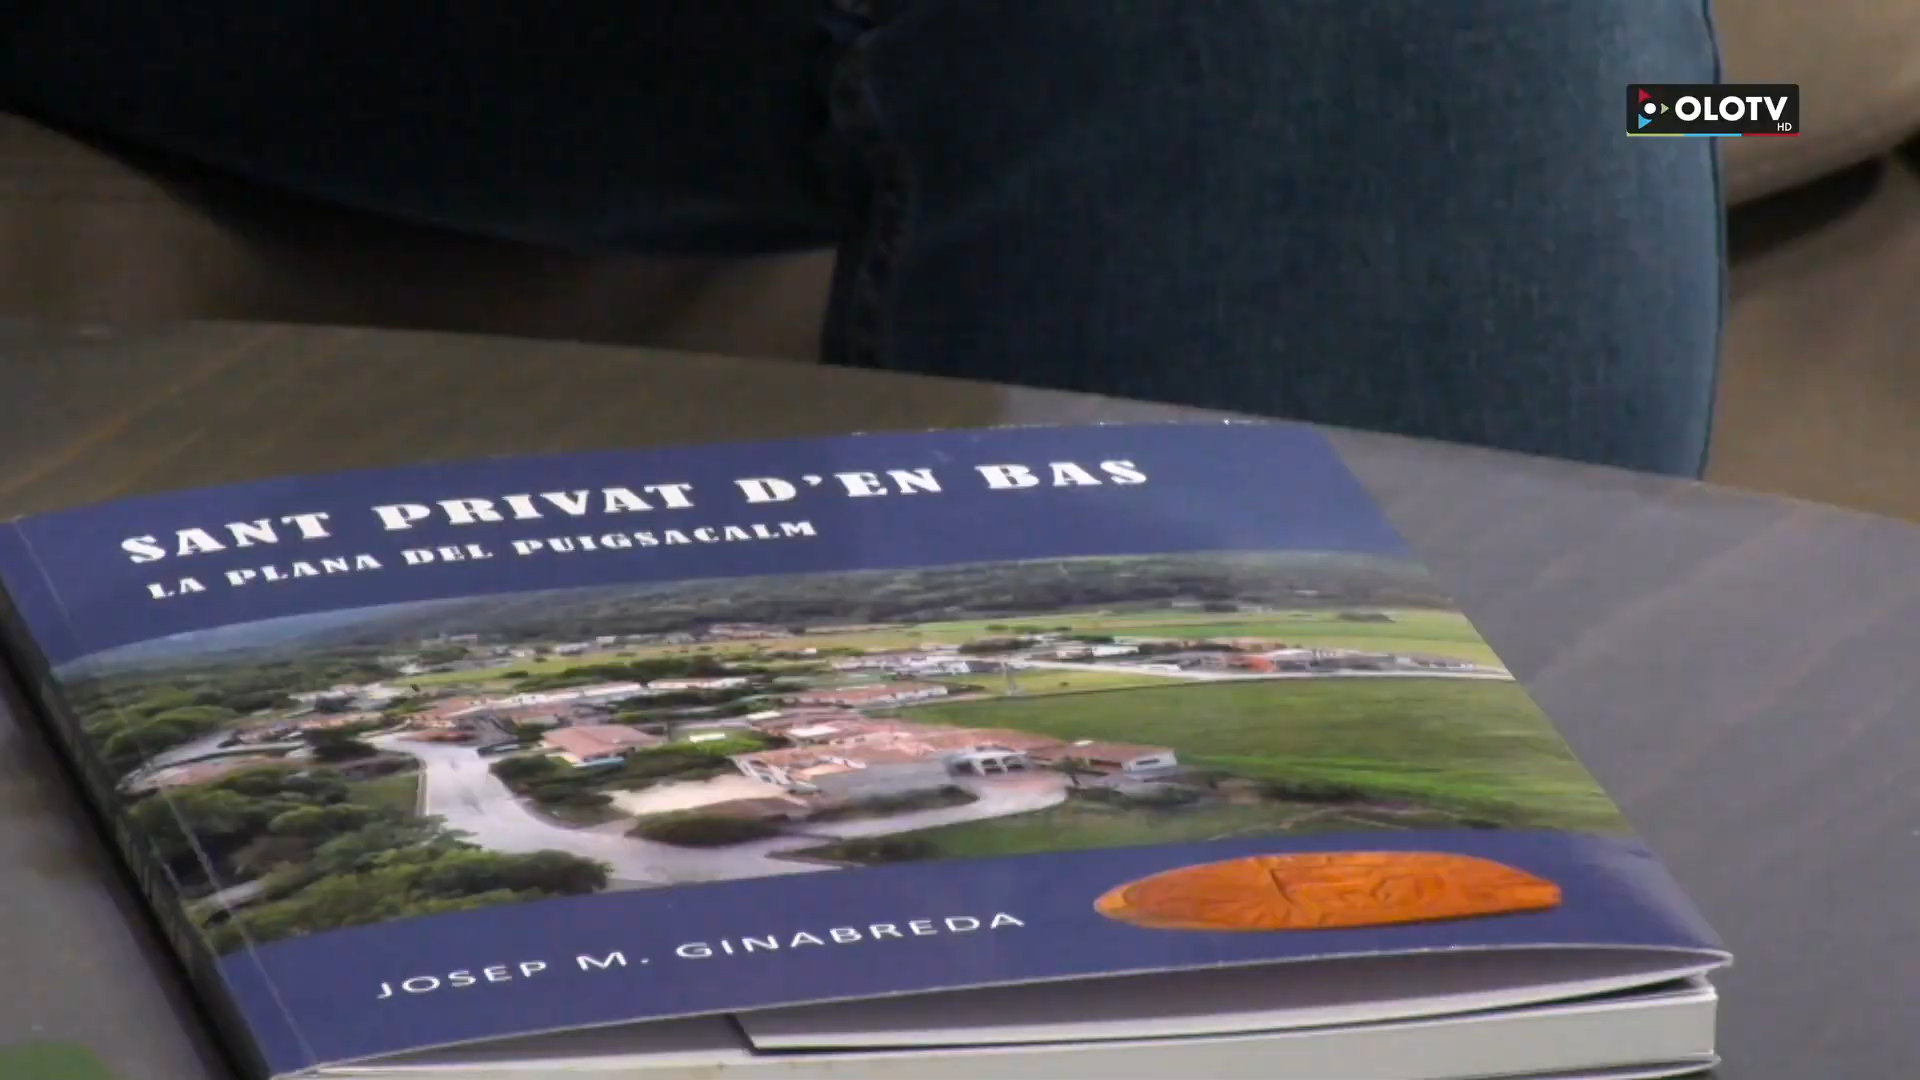 OLOTV
HD
SANT PRIVAT D'EN BAS
LA PLANA DEL PUIGSACALM
JOSEP M. GINABREDA